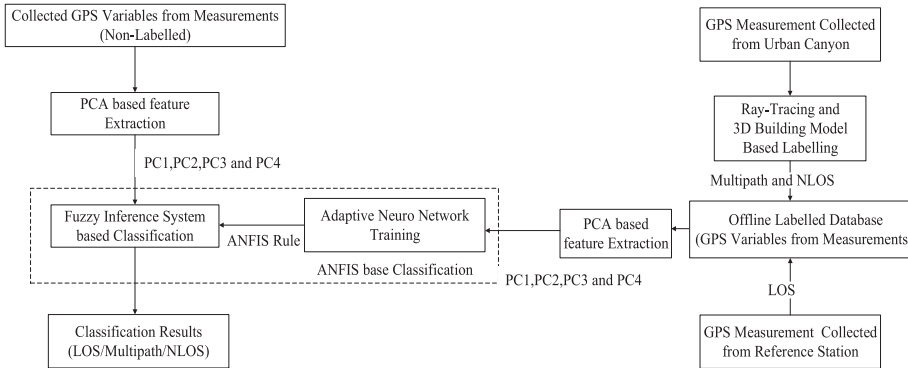 Collected GPS Variables from Measurements
(Non-Labelled)
PCA based feature
Extraction
PC1,PC2,PC3 and PC4
Fuzzy Inference System
based Classification
ANFIS Rule
Adaptive Neuro Network
Training
ANFIS base Classification
Classification Results
(LOS/Multipath/NLOS)
PCA based
feature Extraction
PC1,PC2,PC3 and PC4
GPS Measurement Collected
from Urban Canyon
Ray-Tracing and
3D Building Model
Based Labelling
Multipath and NLOS
Offline Labelled Database
(GPS Variables from Measurements
LOS
GPS Measurement Collected
from Reference Station